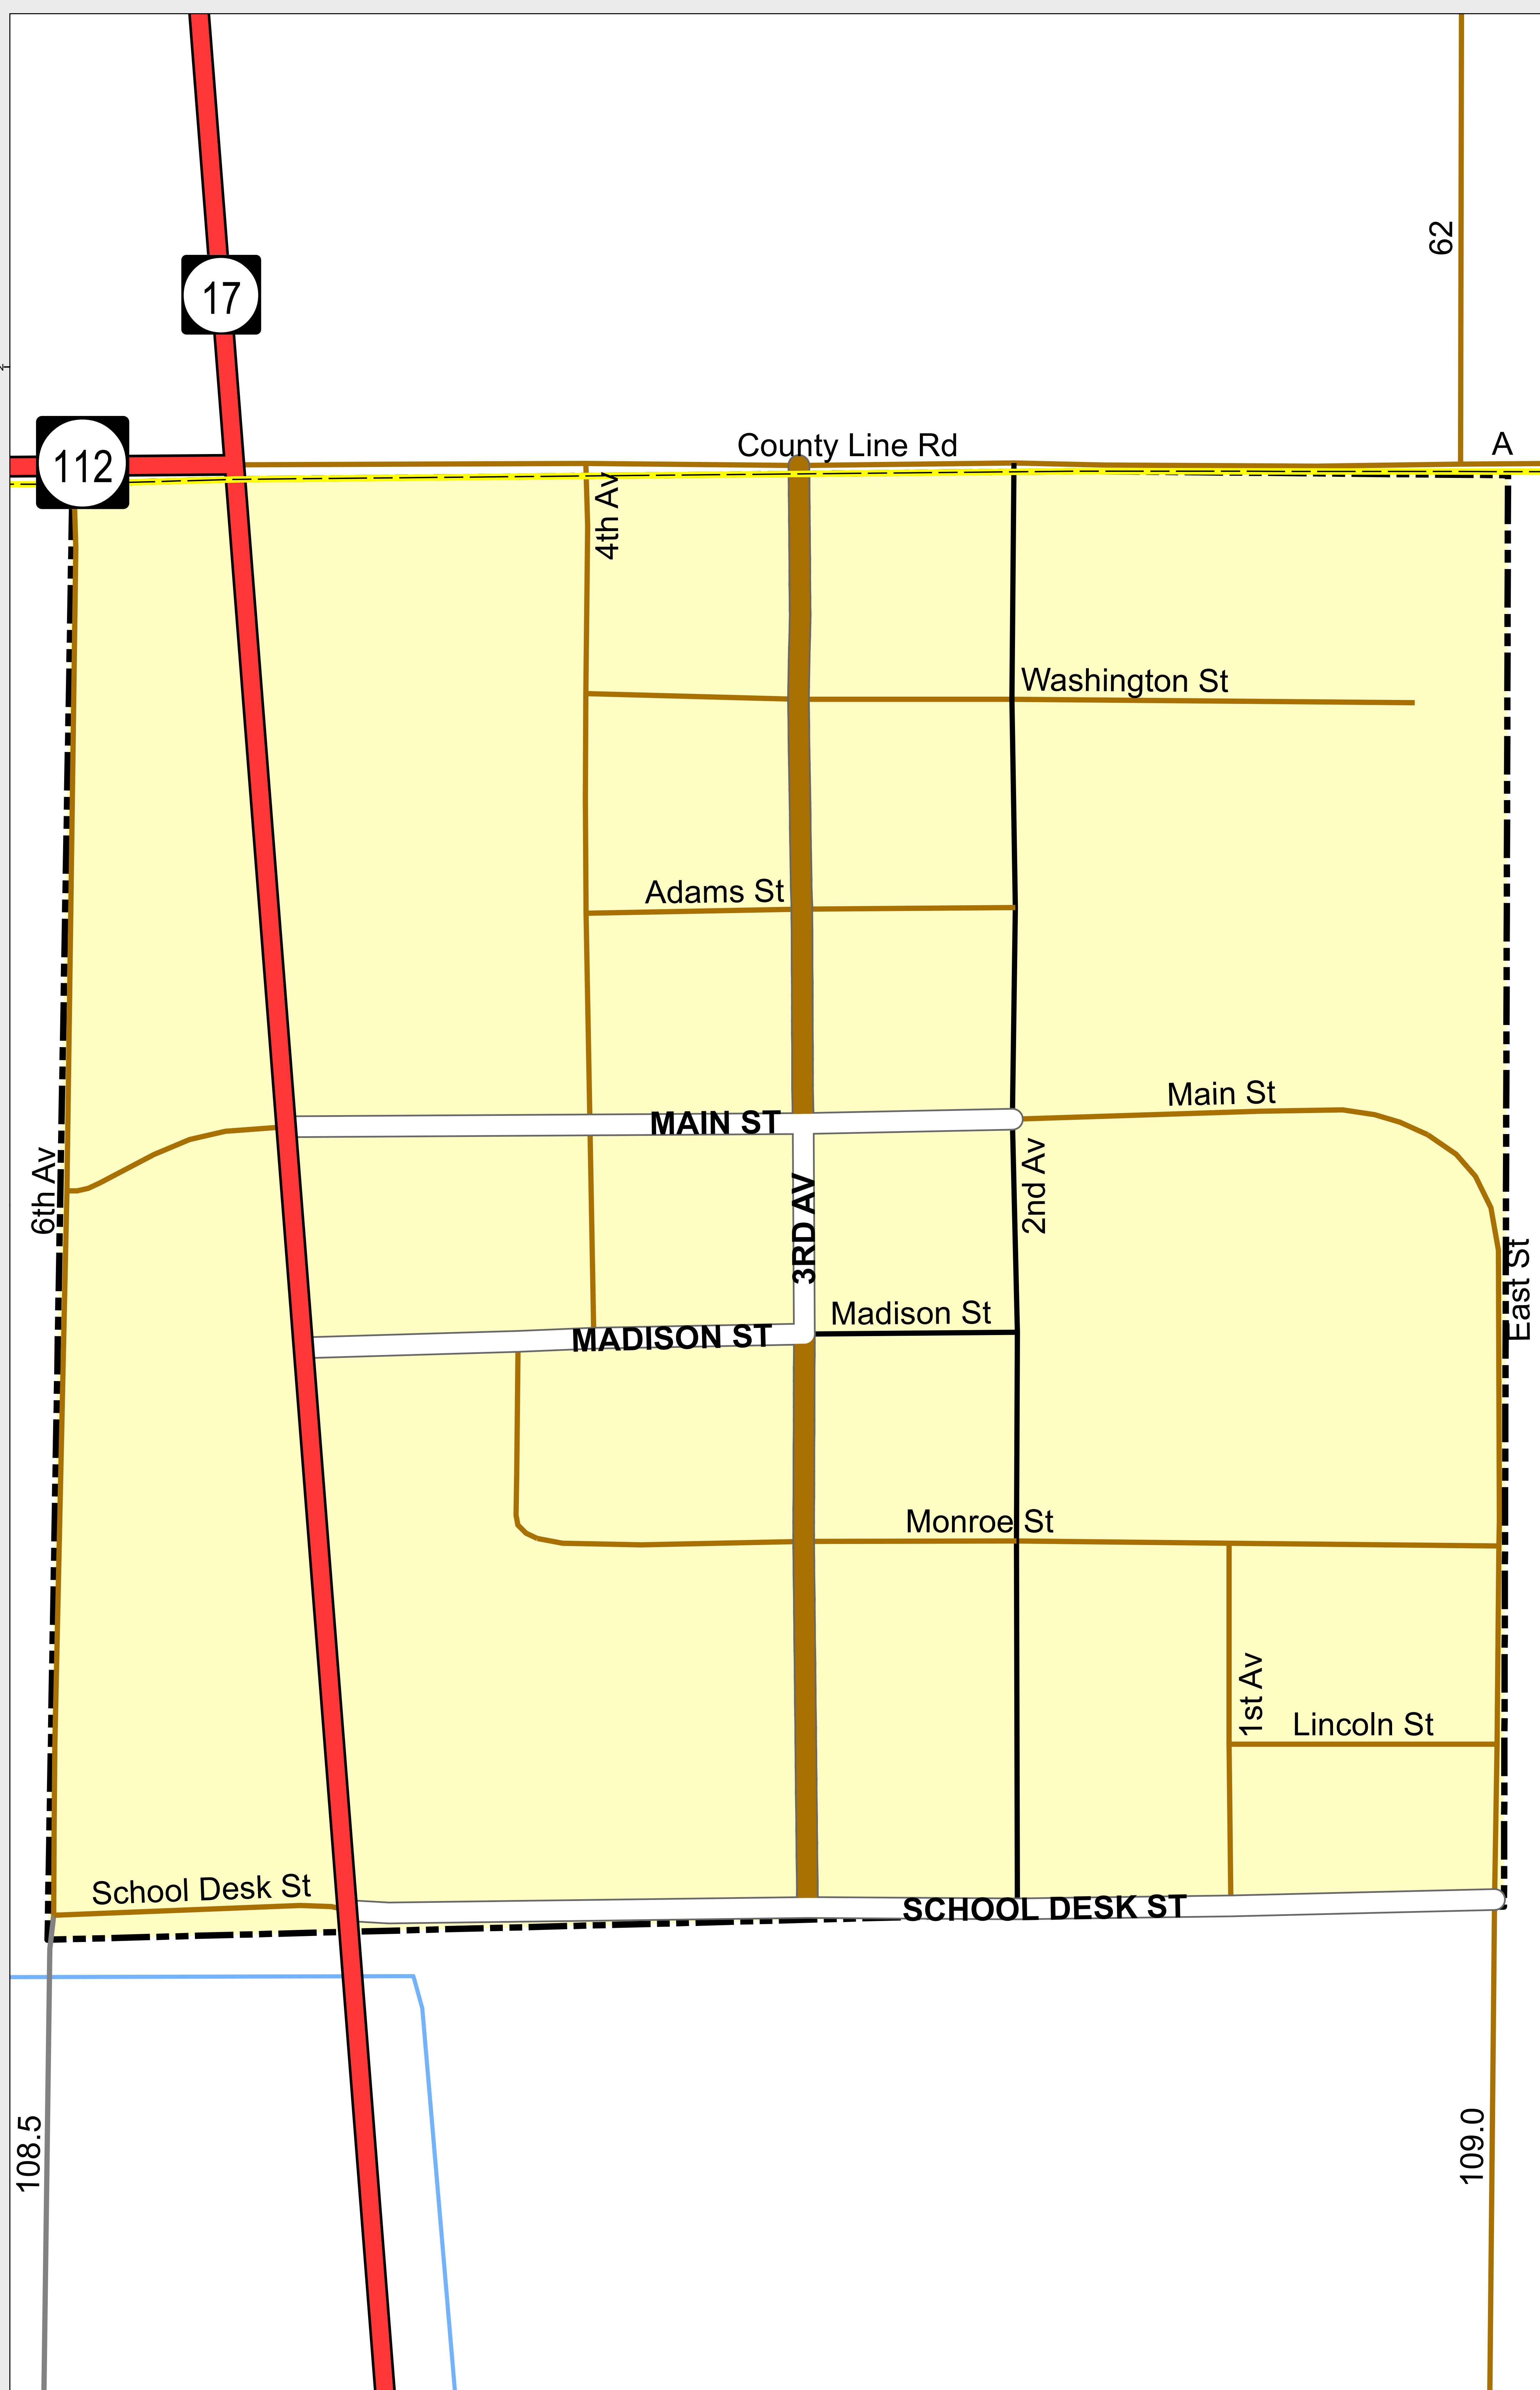 62
17
County Line Rd
A
112
4th Av
Washington St
Adams St
Main St
MAIN ST
6th Av
3RD AV
2nd Av
East St
Madison St
MADISON ST
Monroe St
1st Av
Lincoln St
School Desk St
SCHOOL DESK ST
108.5
109.0